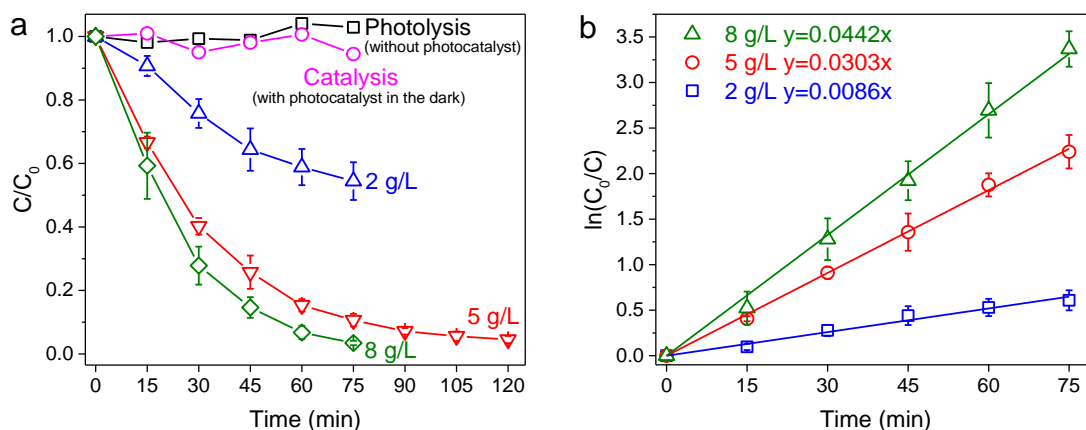 a
Photolysis
(without photocatalyst)
Catalysis
(with photocatalyst in the dark)
2 g/L
5 g/L
8 g/L
C/C₀
1.0
0.8
0.6
0.4
0.2
0.0
0 15 30 45 60 75 90 105 120
Time (min)
b
8 g/L y=0.0442x
5 g/L y=0.0303x
2 g/L y=0.0086x
ln(C₀/C)
3.5
3.0
2.5
2.0
1.5
1.0
0.5
0.0
0 15 30 45 60 75
Time (min)